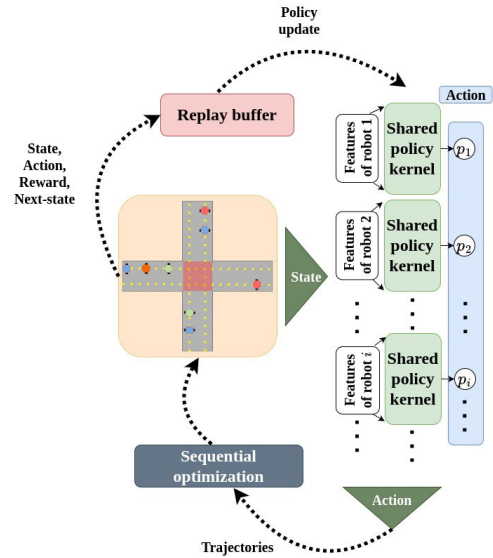 Policy
update
Replay buffer
Action
State,
Action,
Reward,
Next-state
Features
of robot 1
Shared
policy
kernel
p1
Features
of robot 2
Shared
policy
kernel
p2
State
Features
of robot i
Shared
policy
kernel
pi
Sequential
optimization
Action
Trajectories